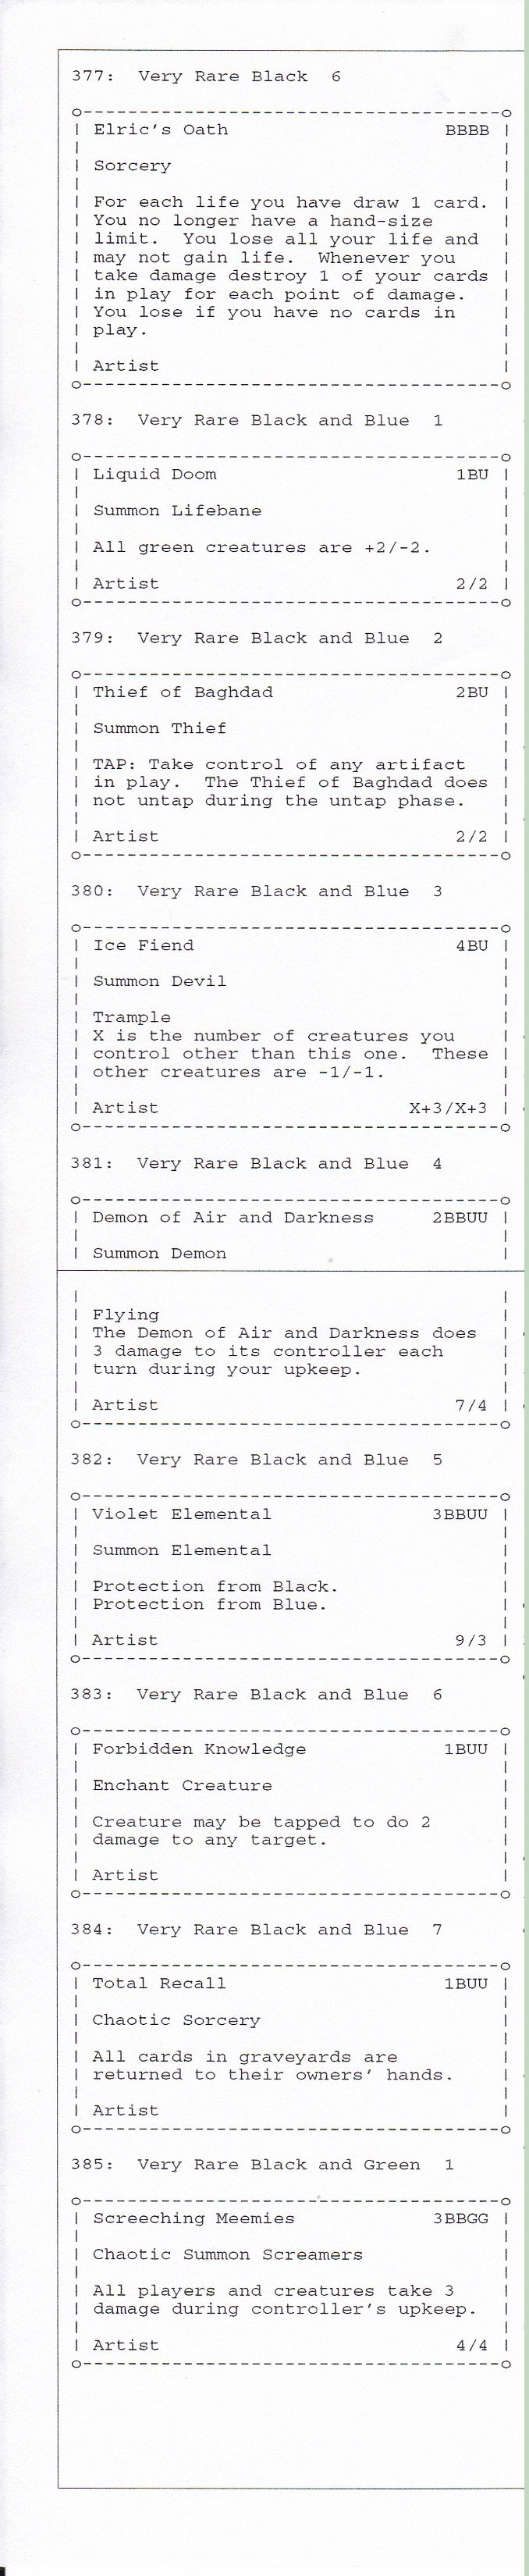 377:  Very Rare Black  6
o--------------------------------------o
| Elric's Oath                    BBBB |
|                                      |
| Sorcery                              |
|                                      |
| For each life you have draw 1 card.  |
| You no longer have a hand-size       |
| limit.  You lose all your life and   |
| may not gain life.  Whenever you     |
| take damage destroy 1 of your cards  |
| in play for each point of damage.    |
| You lose if you have no cards in     |
| play.                                |
|                                      |
| Artist                               |
o--------------------------------------o
378:  Very Rare Black and Blue  1
o--------------------------------------o
| Liquid Doom                      1BU |
|                                      |
| Summon Lifebane                      |
|                                      |
| All green creatures are +2/-2.       |
|                                      |
| Artist                           2/2 |
o--------------------------------------o
379:  Very Rare Black and Blue  2
o--------------------------------------o
| Thief of Baghdad                 2BU |
|                                      |
| Summon Thief                         |
|                                      |
| TAP: Take control of any artifact    |
| in play.  The Thief of Baghdad does  |
| not untap during the untap phase.    |
|                                      |
| Artist                           2/2 |
o--------------------------------------o
380:  Very Rare Black and Blue  3
o--------------------------------------o
| Ice Fiend                        4BU |
|                                      |
| Summon Devil                         |
|                                      |
| Trample                              |
| X is the number of creatures you     |
| control other than this one.  These  |
| other creatures are -1/-1.           |
|                                      |
| Artist                       X+3/X+3 |
o--------------------------------------o
381:  Very Rare Black and Blue  4
o--------------------------------------o
| Demon of Air and Darkness      2BBUU |
|                                      |
| Summon Demon                         |
|                                      |
| Flying                               |
| The Demon of Air and Darkness does   |
| 3 damage to its controller each      |
| turn during your upkeep.             |
|                                      |
| Artist                           7/4 |
o--------------------------------------o
382:  Very Rare Black and Blue  5
o--------------------------------------o
| Violet Elemental               3BBUU |
|                                      |
| Summon Elemental                     |
|                                      |
| Protection from Black.               |
| Protection from Blue.                |
|                                      |
| Artist                           9/3 |
o--------------------------------------o
383:  Very Rare Black and Blue  6
o--------------------------------------o
| Forbidden Knowledge             1BUU |
|                                      |
| Enchant Creature                     |
|                                      |
| Creature may be tapped to do 2       |
| damage to any target.                |
|                                      |
| Artist                               |
o--------------------------------------o
384:  Very Rare Black and Blue  7
o--------------------------------------o
| Total Recall                    1BUU |
|                                      |
| Chaotic Sorcery                      |
|                                      |
| All cards in graveyards are          |
| returned to their owners' hands.     |
|                                      |
| Artist                               |
o--------------------------------------o
385:  Very Rare Black and Green  1
o--------------------------------------o
| Screeching Meemies             3BBGG |
|                                      |
| Chaotic Summon Screamers             |
|                                      |
| All players and creatures take 3     |
| damage during controller's upkeep.   |
|                                      |
| Artist                           4/4 |
o--------------------------------------o